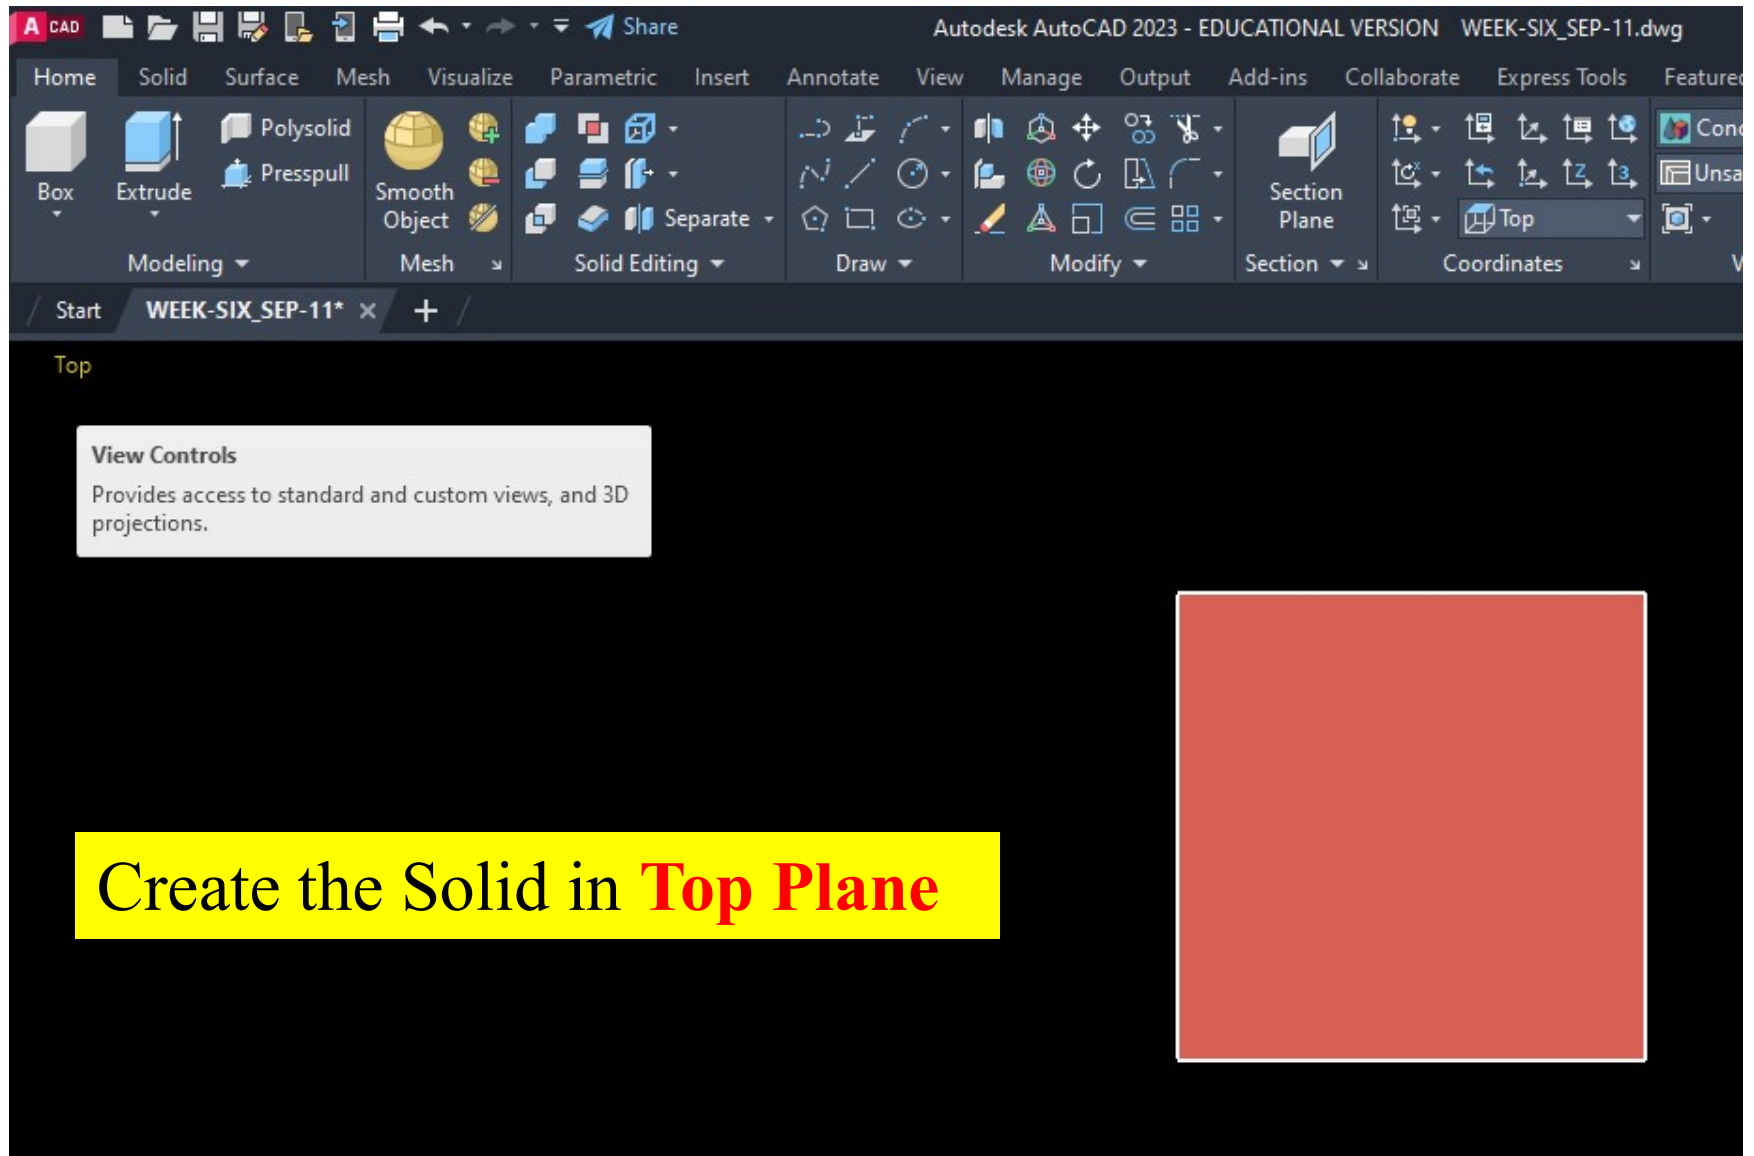 A CAD Share Autodesk AutoCAD 2023 - EDUCATIONAL VERSION WEEK-SIX_SEP-11.dwg
Home Solid Surface Mesh Visualize Parametric Insert Annotate View Manage Output Add-ins Collaborate Express Tools Featured
Polysolid Conc
Presspull Unsa
Box Extrude Smooth Object Separate Section Plane Top
Modeling Mesh Solid Editing Draw Modify Section Coordinates V
Start WEEK-SIX_SEP-11*
Top
View Controls
Provides access to standard and custom views, and 3D
projections.
Create the Solid in Top Plane